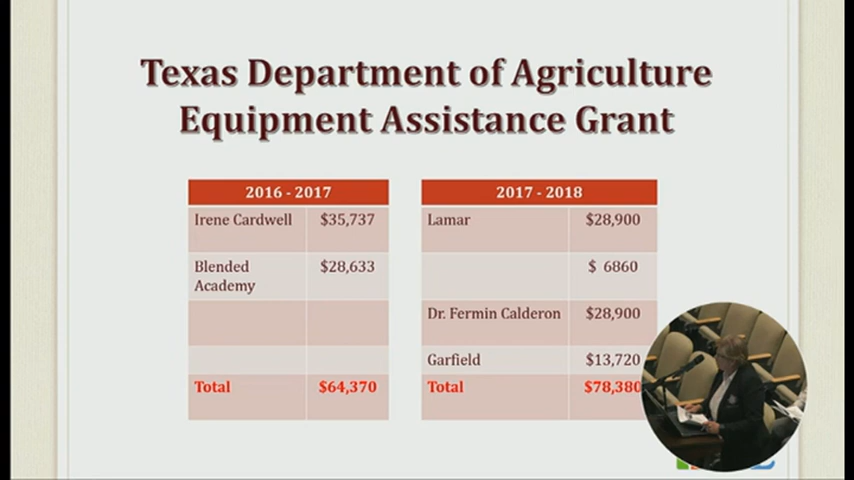 Texas Department of Agriculture
Equipment Assistance Grant
2016 - 2017
Irene Cardwell $35,737
Blended
Academy
$28,633
Total $64,370
2017 - 2018
Lamar $28,900
$ 6860
Dr. Fermin Calderon $28,900
Garfield $13,720
Total $78,380